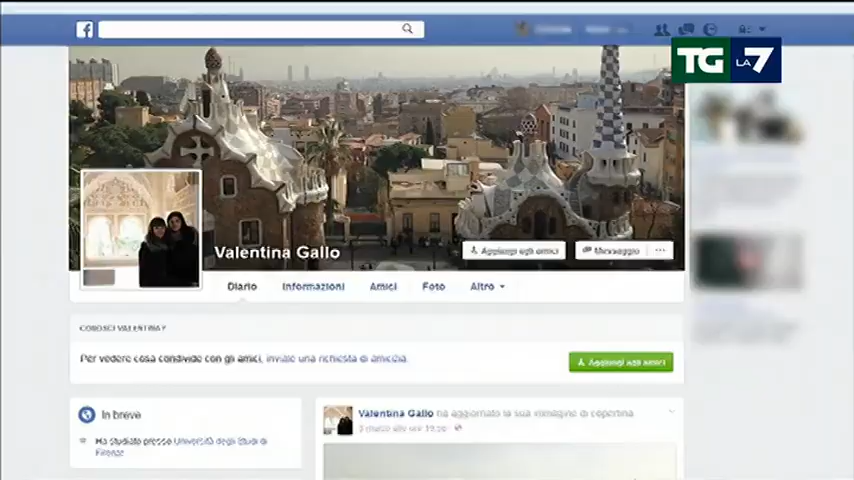 f
TG LA 7
Valentina Gallo
Aggiungi agli amici
Messaggio
...
Diario Informazioni Amici Foto Altro
CONOSCI VALENTINA?
Per vedere cosa condivide con gli amici, inviale una richiesta di amicizia.
Aggiungi agli amici
In breve
Ha studiato presso Università degli Studi di
Firenze
Valentina Gallo ha aggiornato la sua immagine di copertina